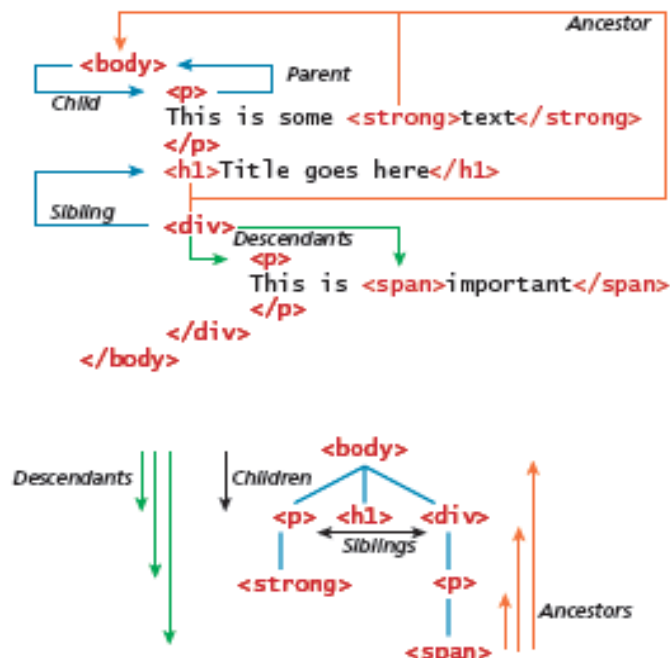 Ancestor
<body>
Parent
Child
<p>
This is some <strong>text</strong>
</p>
<h1>Title goes here</h1>
Sibling
<div>
Descendants
<p>
This is <span>important</span>
</p>
</div>
</body>
Descendants
Children
<body>
<p> <h1> <div>
Siblings
<strong>
<p>
Ancestors
<span>